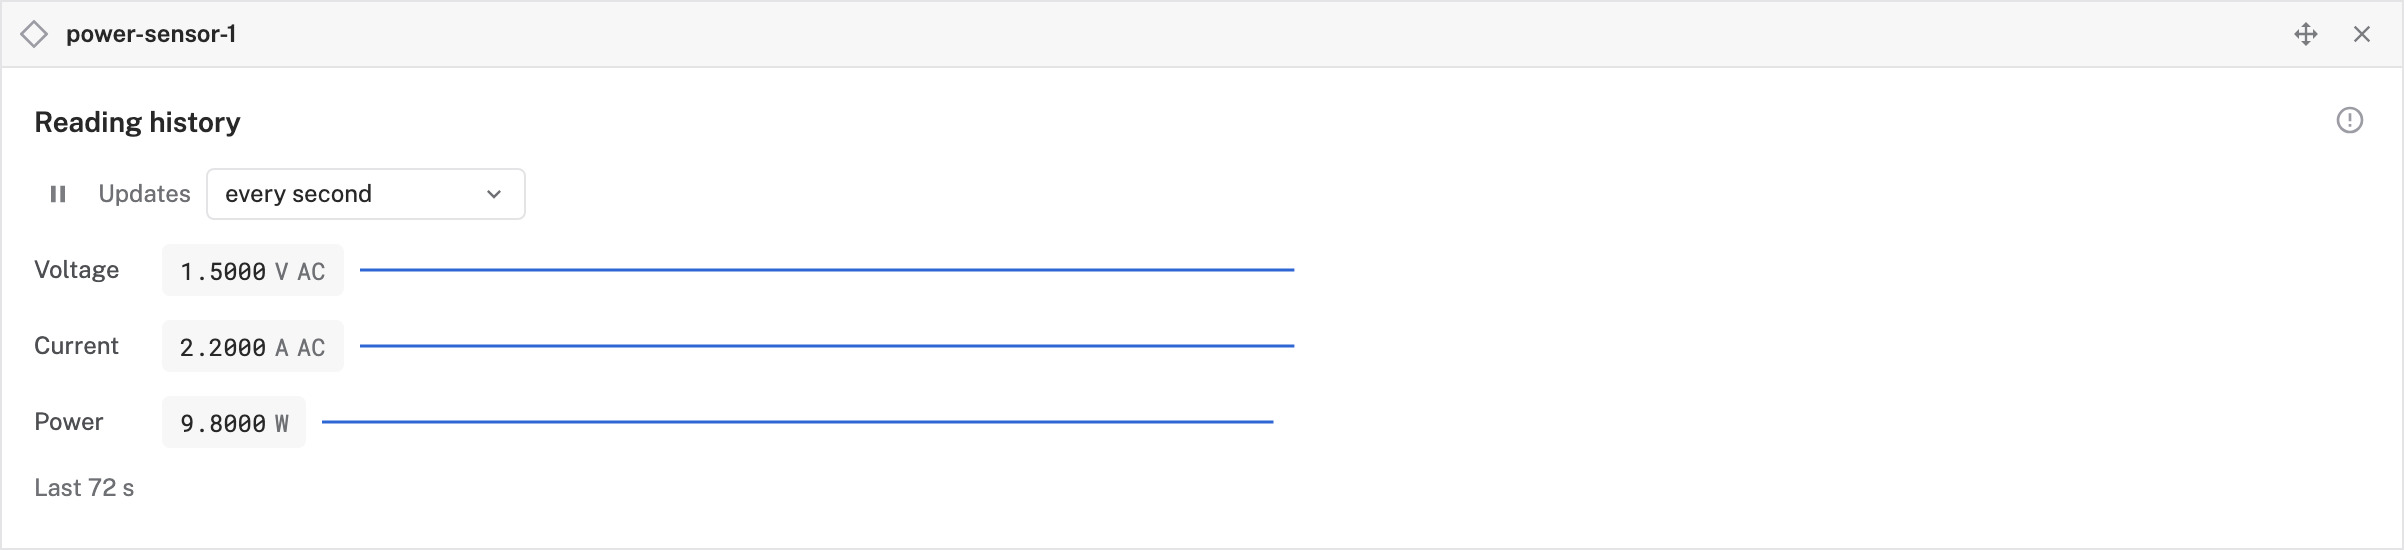 power-sensor-1
Reading history
Updates every second
Voltage 1.5000 V AC
Current 2.2000 A AC
Power 9.8000 W
Last 72 s